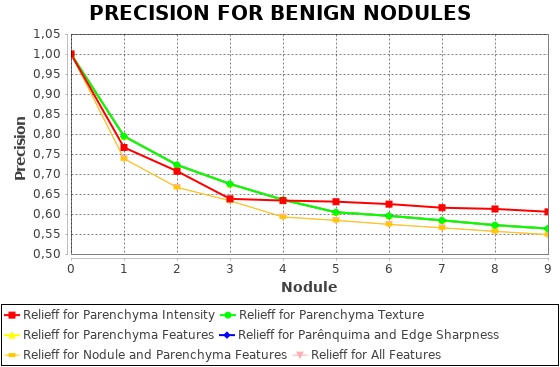 PRECISION FOR BENIGN NODULES
1,05
1,00
0,95
0,90
0,85
0,80
0,75
0,70
0,65
0,60
0,55
0,50
Precision
0 1 2 3 4 5 6 7 8 9
Nodule
Relieff for Parenchyma Intensity Relieff for Parenchyma Texture
Relieff for Parenchyma Features Relieff for Parênquima and Edge Sharpness
Relieff for Nodule and Parenchyma Features Relieff for All Features